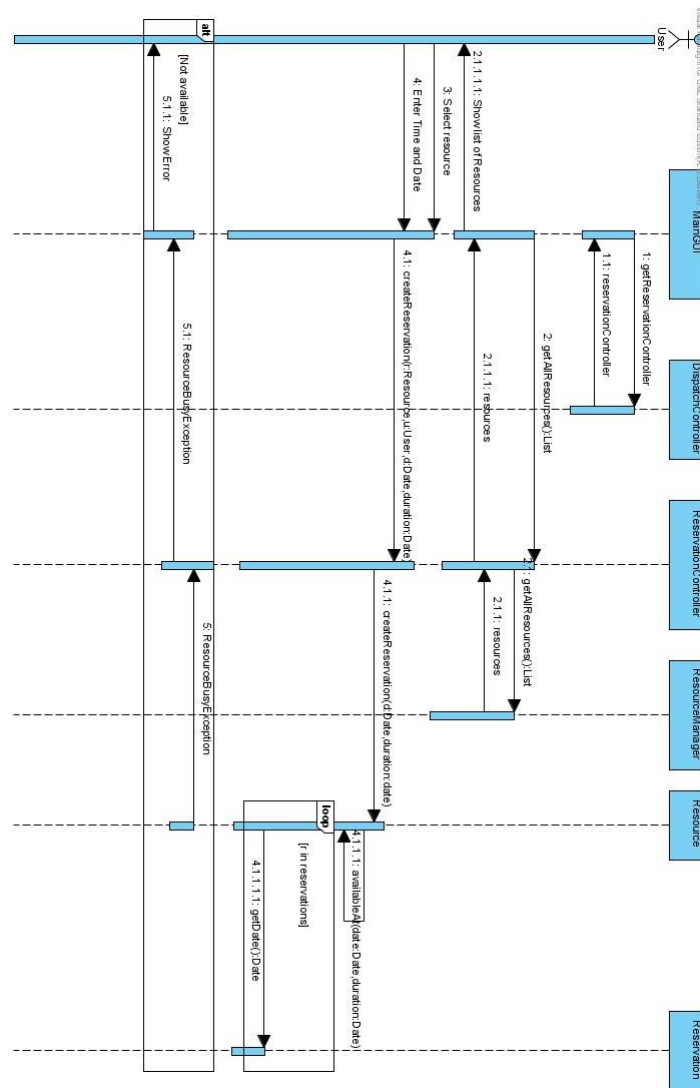 User
MainGUI
DispatchController
ReservationController
ResourceManager
Resource
Reservation
1: getReservationController
1.1: reservationController
2: getAllResources():List
2.1: getAllResources():List
2.1.1: resources
2.1.1.1: resources
2.1.1.1.1: Show list of Resources
3: Select resource
4: Enter Time and Date
4.1: createReservation(r:Resource,u:User,d:Date,duration:Date)
4.1.1: createReservation(d:Date,duration:date)
4.1.1.1: availableAt(date:Date,duration:Date)
loop
[r in reservations]
4.1.1.1.1: getDate():Date
alt
[Not available]
5: ResourceBusyException
5.1: ResourceBusyException
5.1.1: ShowError